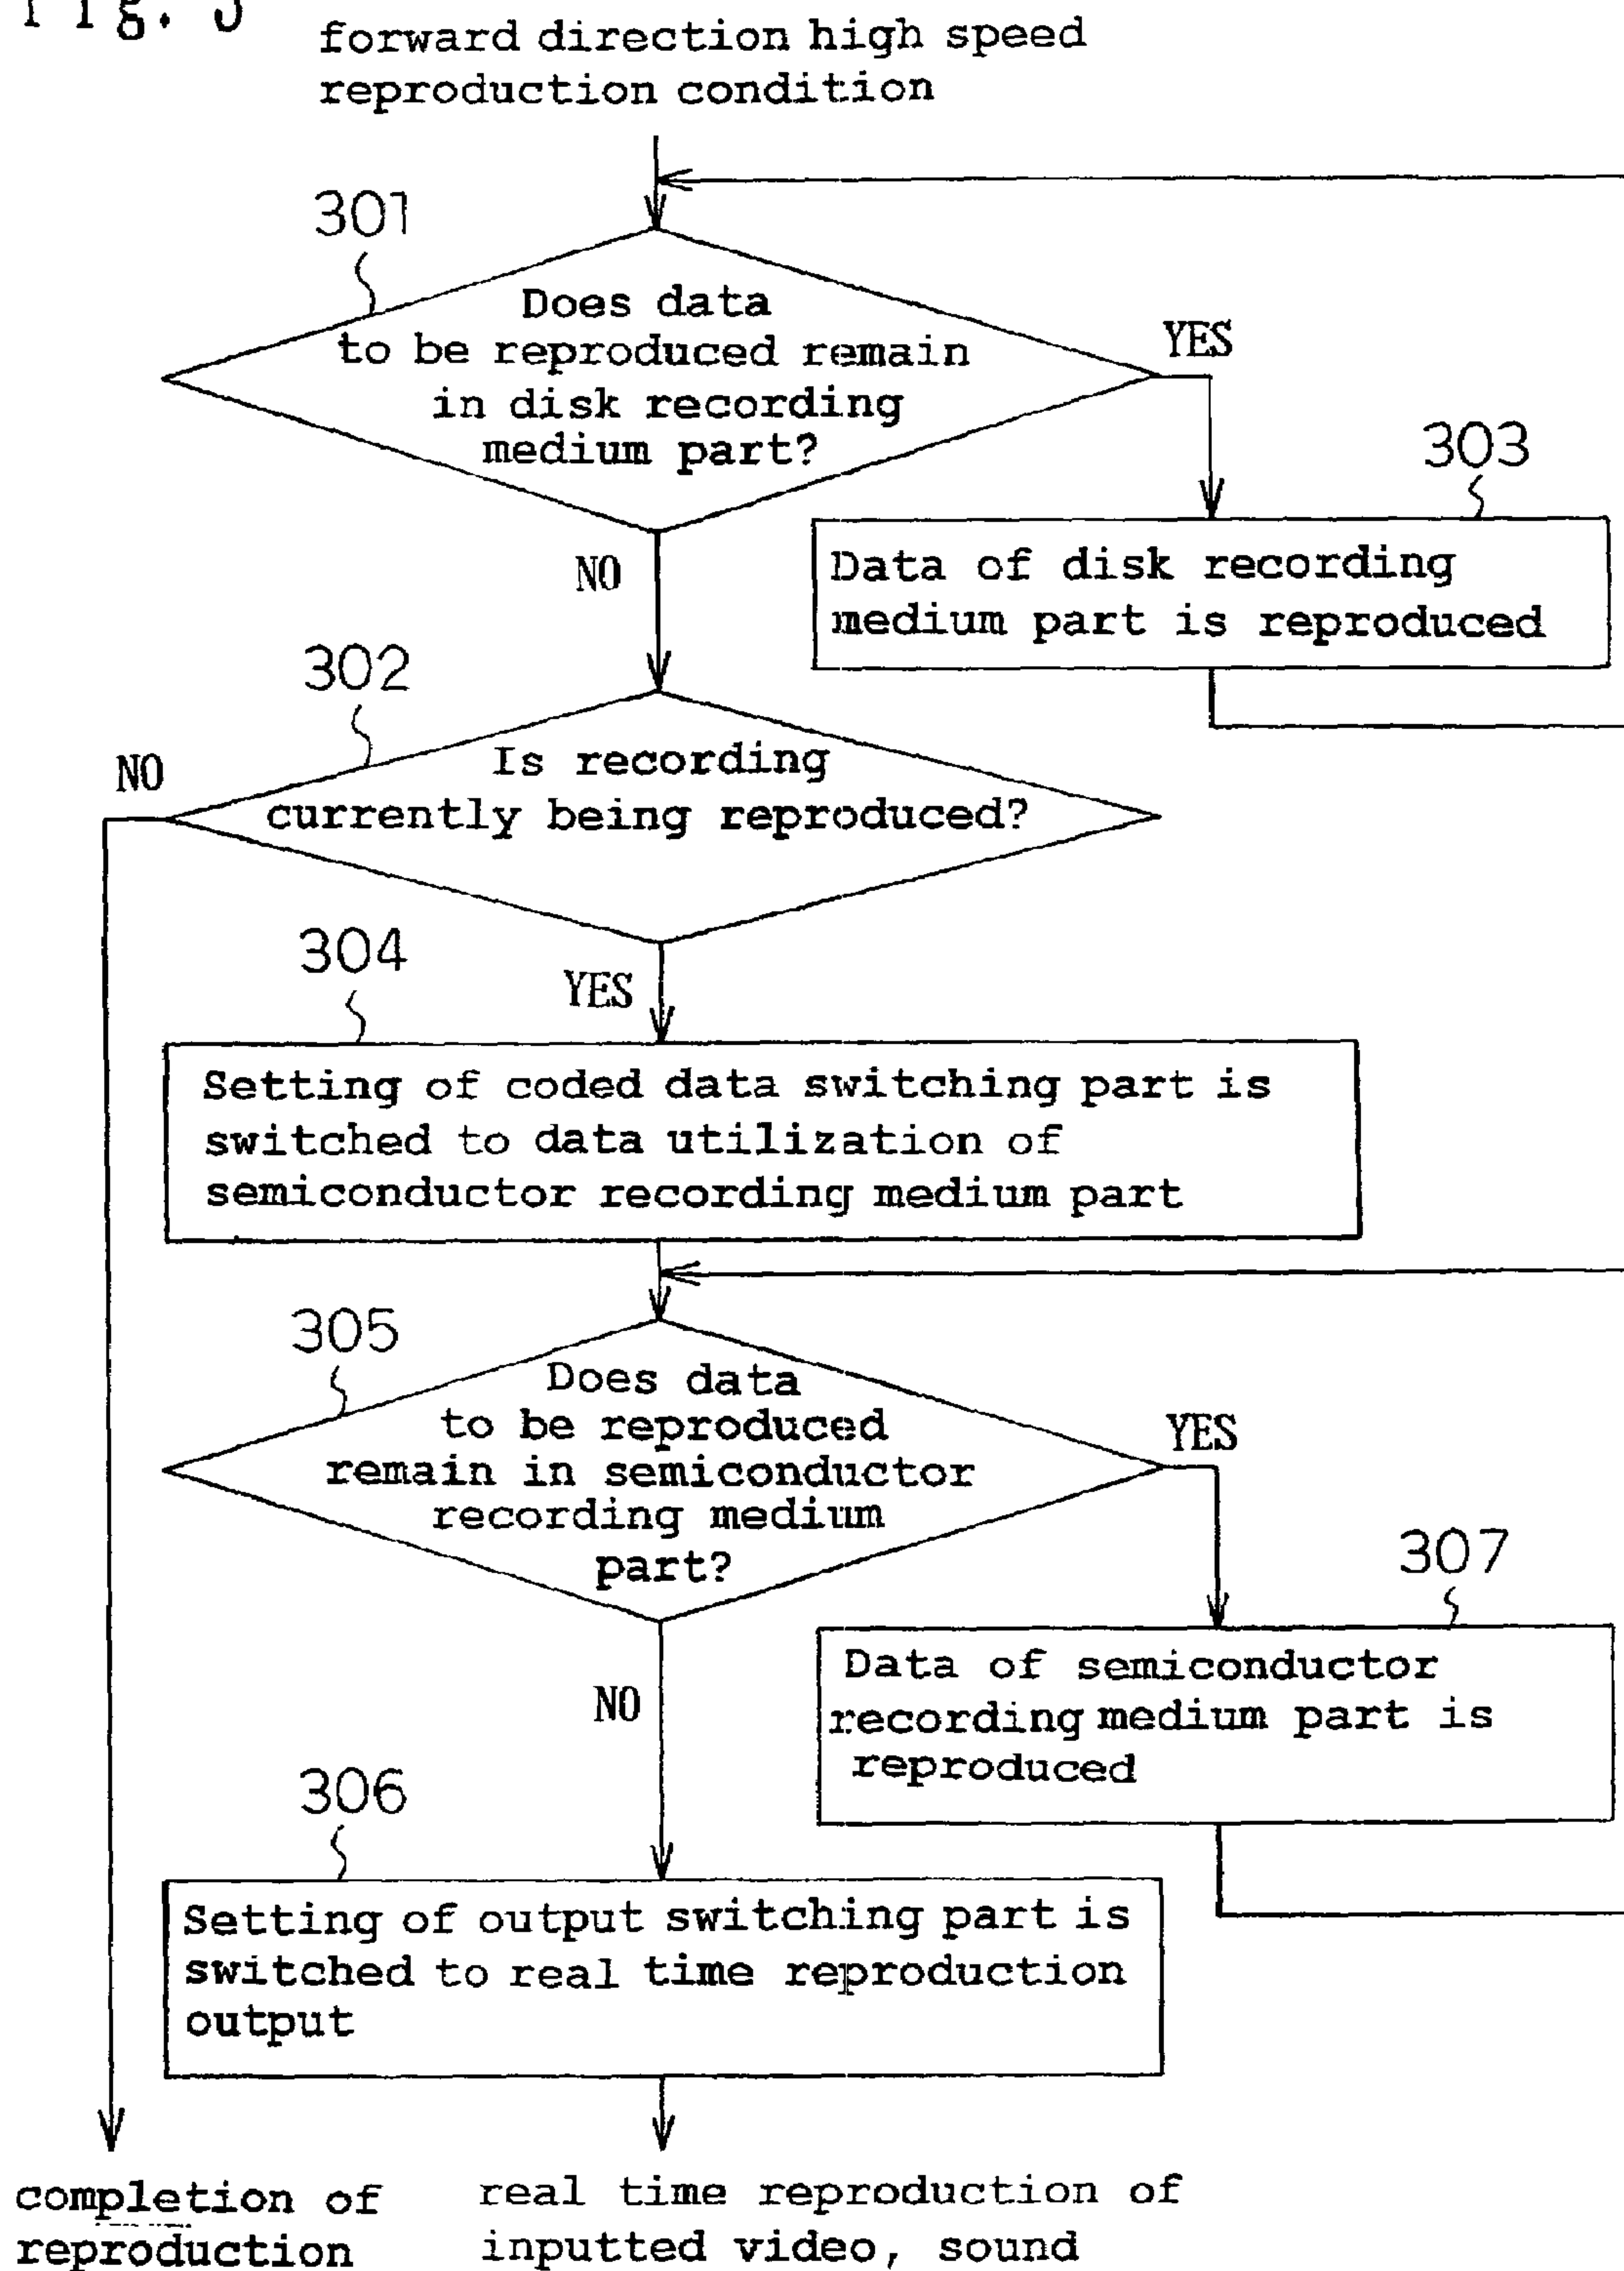 Fig. 3
forward direction high speed
reproduction condition
301
Does data
to be reproduced remain
in disk recording
medium part?
YES
303
Data of disk recording
medium part is reproduced
NO
302
Is recording
currently being reproduced?
NO
304
YES
Setting of coded data switching part is
switched to data utilization of
semiconductor recording medium part
305
Does data
to be reproduced
remain in semiconductor
recording medium
part?
YES
307
Data of semiconductor
recording medium part is
reproduced
NO
306
Setting of output switching part is
switched to real time reproduction
output
completion of
reproduction
real time reproduction of
inputted video, sound